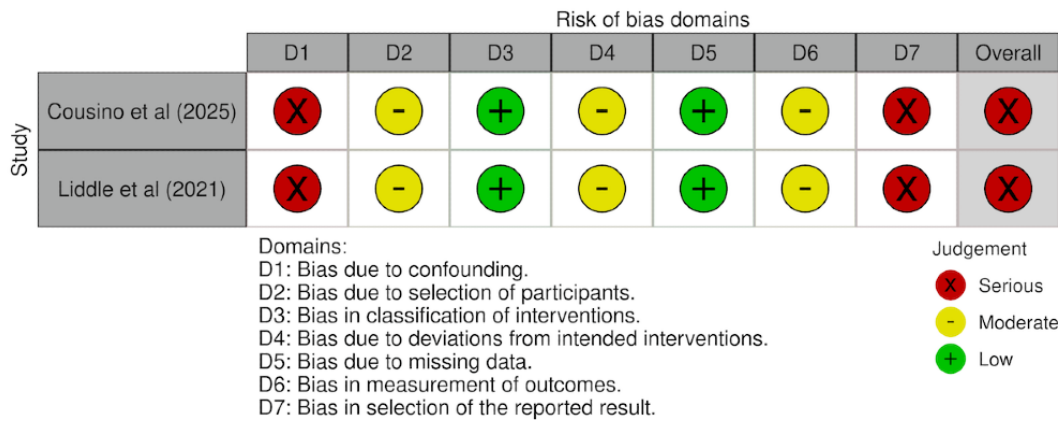 Risk of bias domains
D1 D2 D3 D4 D5 D6 D7 Overall
Study
Cousino et al (2025) X - + - + - X X
Liddle et al (2021) X - + - + - X X
Domains:
D1: Bias due to confounding.
D2: Bias due to selection of participants.
D3: Bias in classification of interventions.
D4: Bias due to deviations from intended interventions.
D5: Bias due to missing data.
D6: Bias in measurement of outcomes.
D7: Bias in selection of the reported result.
Judgement
X Serious
- Moderate
+ Low